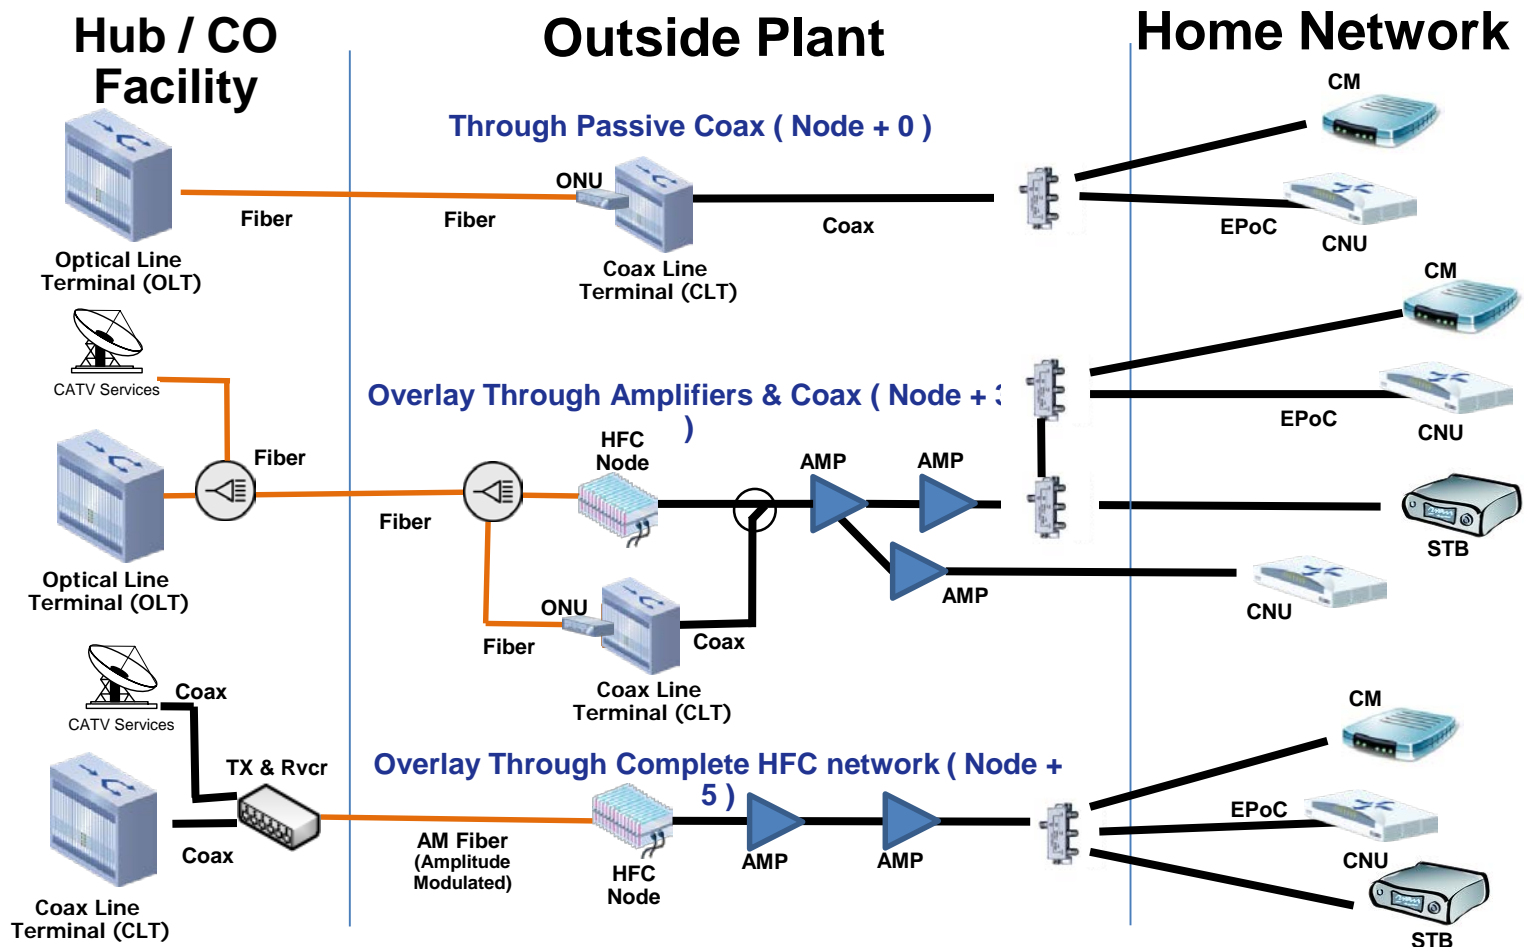 Hub / CO
Facility
Outside Plant
Home Network
CM
Through Passive Coax ( Node + 0 )
ONU
Fiber
Fiber
Coax
EPoC
CNU
Optical Line
Terminal (OLT)
Coax Line
Terminal (CLT)
CM
CATV Services
Overlay Through Amplifiers & Coax ( Node + 3
)
EPoC
CNU
HFC
Node
Fiber
AMP
AMP
Fiber
STB
Optical Line
Terminal (OLT)
AMP
CNU
ONU
Fiber
Coax
Coax Line
Terminal (CLT)
Coax
CATV Services
CM
Overlay Through Complete HFC network ( Node +
5 )
TX & Rvcr
EPoC
Coax
AM Fiber
(Amplitude
Modulated)
HFC
Node
AMP
AMP
CNU
Coax Line
Terminal (CLT)
STB